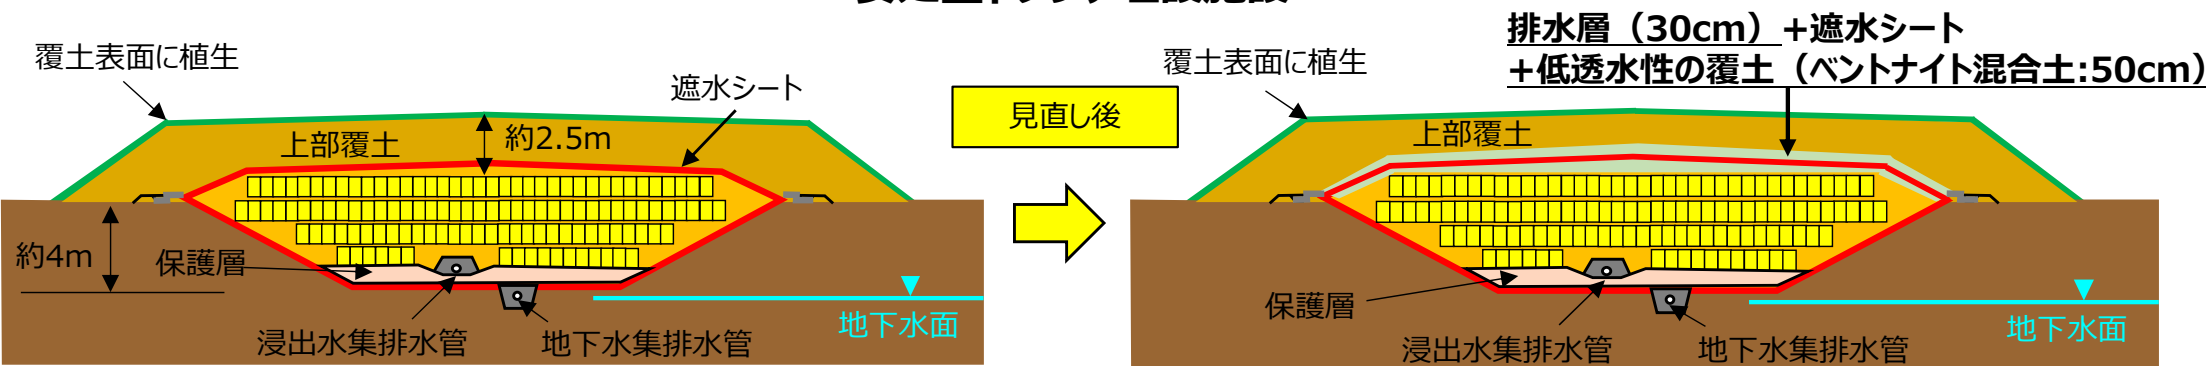 排水層（30cm）+遮水シート
+低透水性の覆土（ベントナイト混合土:50cm）
覆土表面に植生
遮水シート
上部覆土
約2.5m
約4m
保護層
浸出水集排水管
地下水集排水管
地下水面
見直し後
覆土表面に植生
上部覆土
保護層
浸出水集排水管
地下水集排水管
地下水面